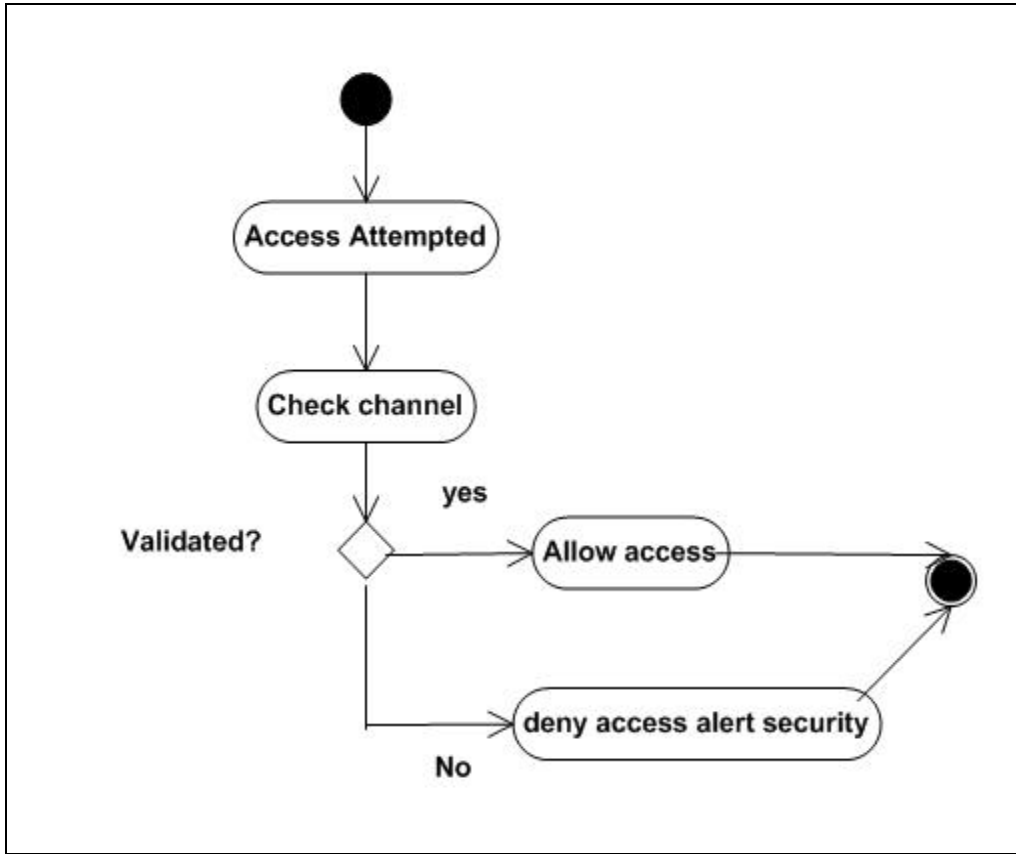 Access Attempted
Check channel
yes
Validated?
Allow access
deny access alert security
No